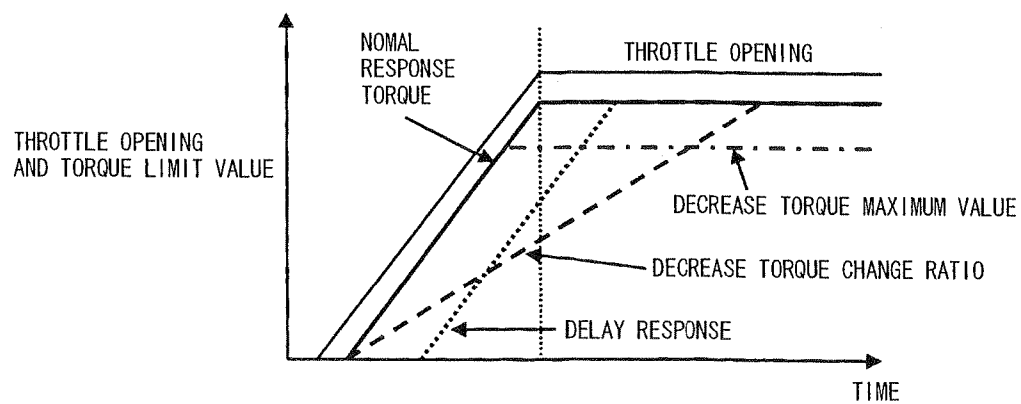 NOMAL
RESPONSE
TORQUE
THROTTLE OPENING
THROTTLE OPENING
AND TORQUE LIMIT VALUE
DECREASE TORQUE MAXIMUM VALUE
DECREASE TORQUE CHANGE RATIO
DELAY RESPONSE
TIME